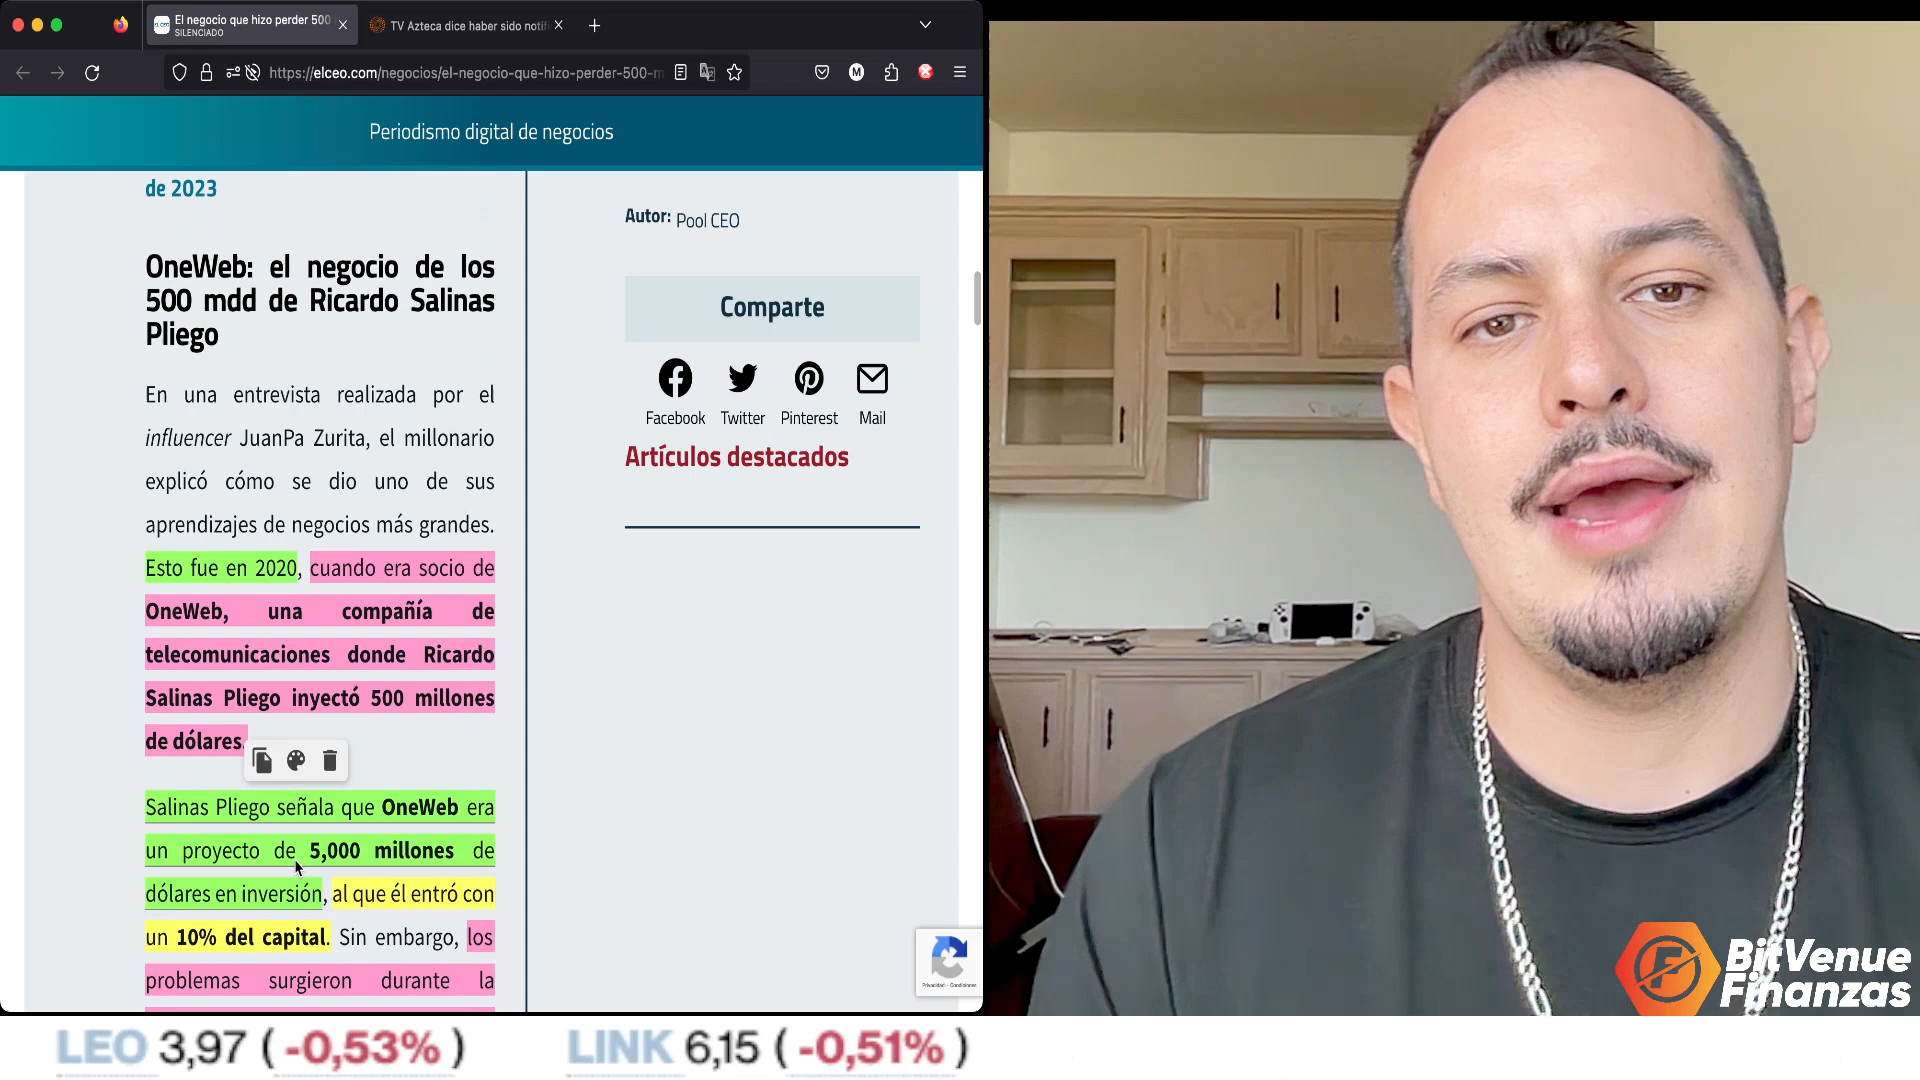 El negocio que hizo perder 500
SILENCIADO
TV Azteca dice haber sido notif
https://elceo.com/negocios/el-negocio-que-hizo-perder-500-m
M
Periodismo digital de negocios
de 2023
OneWeb: el negocio de los
500 mdd de Ricardo Salinas
Pliego
En una entrevista realizada por el
influencer JuanPa Zurita, el millonario
explicó cómo se dio uno de sus
aprendizajes de negocios más grandes.
Esto fue en 2020, cuando era socio de
OneWeb, una compañía de
telecomunicaciones donde Ricardo
Salinas Pliego inyectó 500 millones
de dólares.
Salinas Pliego señala que OneWeb era
un proyecto de 5,000 millones de
dólares en inversión, al que él entró con
un 10% del capital. Sin embargo, los
problemas surgieron durante la
Autor: Pool CEO
Comparte
Facebook Twitter Pinterest Mail
Artículos destacados
Privacidad - Condiciones
BitVenue
Finanzas
LEO 3,97 ( -0,53% ) LINK 6,15 ( -0,51% )